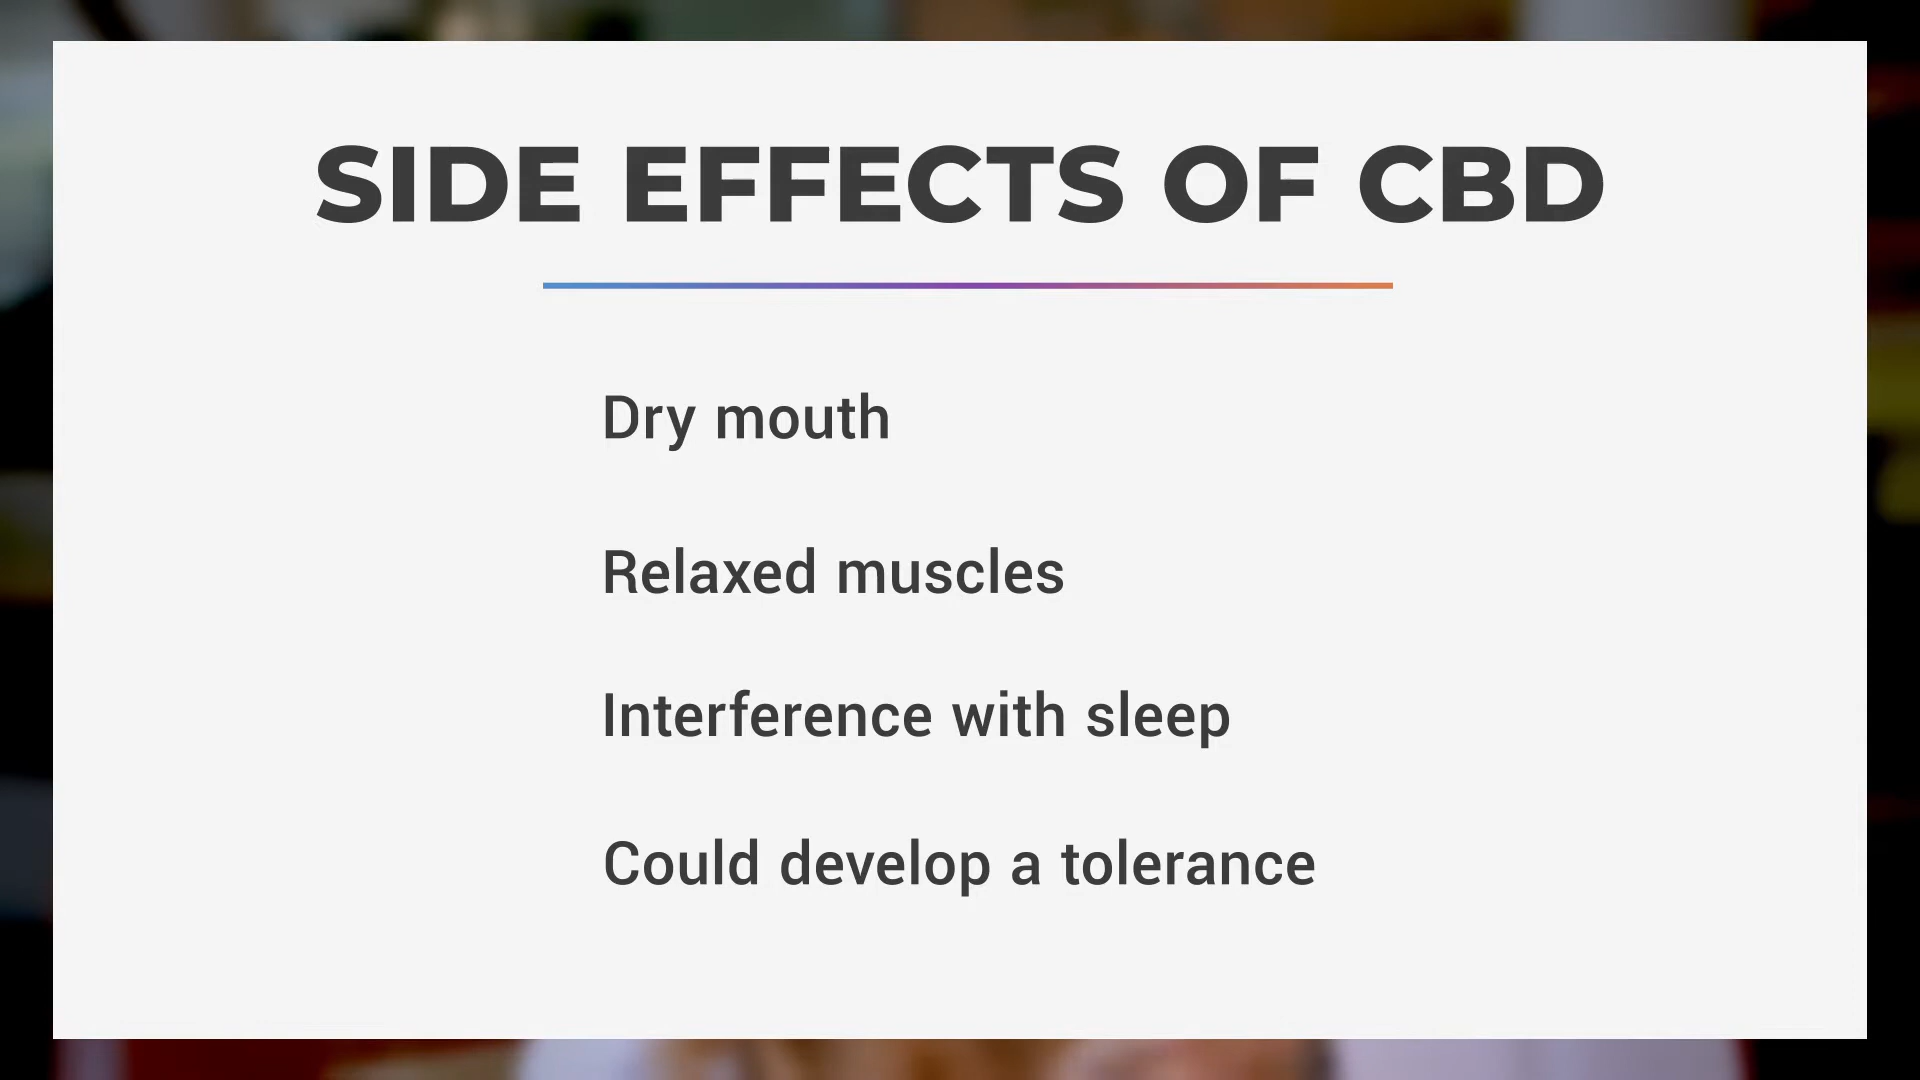 SIDE EFFECTS OF CBD
Dry mouth
Relaxed muscles
Interference with sleep
Could develop a tolerance